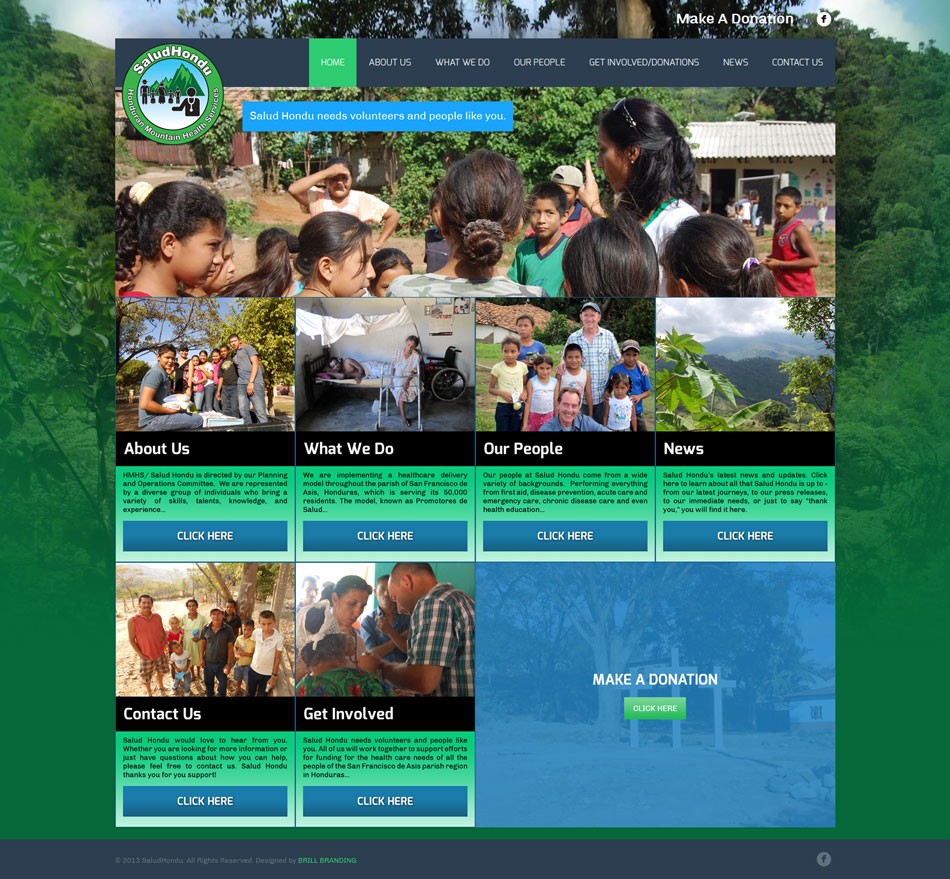 Make A Donation
SaludHondu
Honduran Mountain Health Services
HOME ABOUT US WHAT WE DO OUR PEOPLE GET INVOLVED/DONATIONS NEWS CONTACT US
Salud Hondu needs volunteers and people like you.
About Us
HMHS/ Salud Hondu is directed by our Planning
and Operations Committee. We are represented
by a diverse group of individuals who bring a
variety of skills, talents, knowledge, and
experience...
CLICK HERE
What We Do
We are implementing a healthcare delivery
model throughout the parish of San Francisco de
Asis, Honduras, which is serving its 50,000
residents. The model, known as Promotores de
Salud...
CLICK HERE
Our People
Our people at Salud Hondu come from a wide
variety of backgrounds. Performing everything
from first aid, disease prevention, acute care and
emergency care, chronic disease care and even
health education...
CLICK HERE
News
Salud Hondu's latest news and updates. Click
here to learn about all that Salud Hondu is up to -
from our latest journeys, to our press releases,
to our immediate needs, or just to say "thank
you," you will find it here.
CLICK HERE
Contact Us
Salud Hondu would love to hear from you.
Whether you are looking for more information or
just have questions about how you can help,
please feel free to contact us. Salud Hondu
thanks you for you support!
CLICK HERE
Get Involved
Salud Hondu needs volunteers and people like
you. All of us will work together to support efforts
for funding for the health care needs of all the
people of the San Francisco de Asis parish region
in Honduras...
CLICK HERE
MAKE A DONATION
CLICK HERE
© 2013 SaludHondu. All Rights Reserved. Designed by BRILL BRANDING